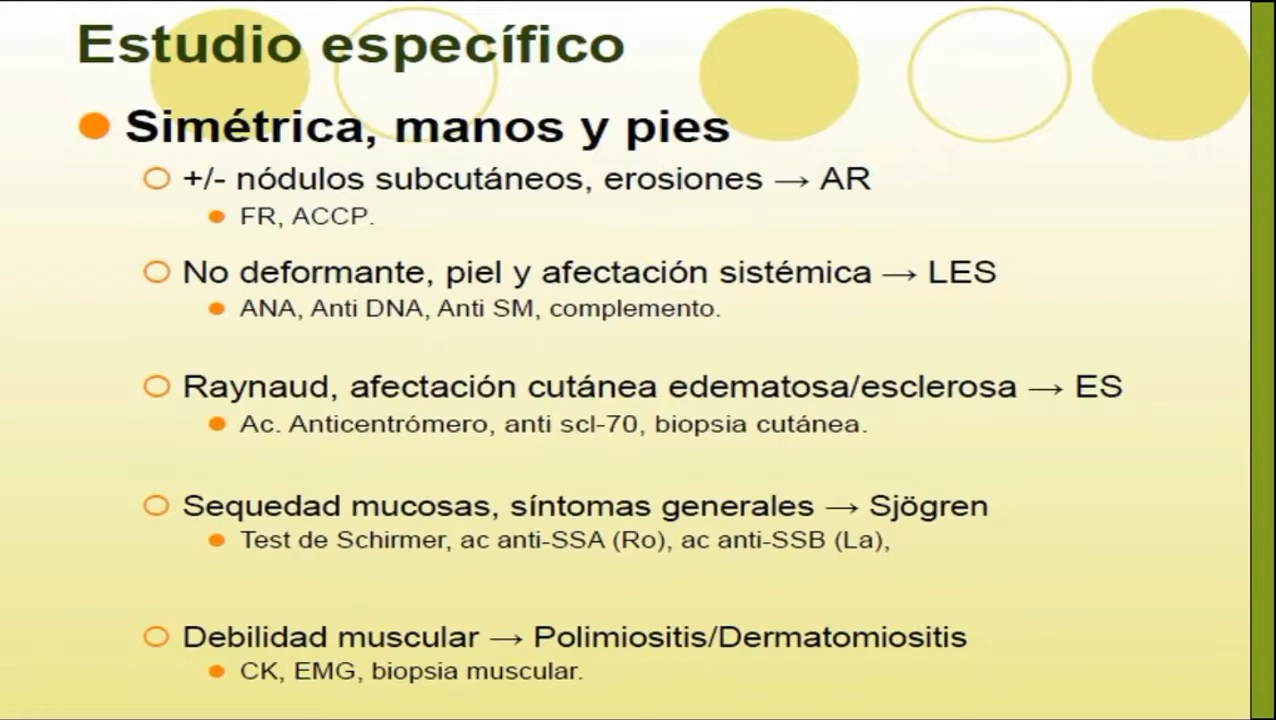 Estudio específico
Simétrica, manos y pies
+/- nódulos subcutáneos, erosiones → AR
FR, ACCP.
No deformante, piel y afectación sistémica → LES
ANA, Anti DNA, Anti SM, complemento.
Raynaud, afectación cutánea edematosa/esclerosa → ES
Ac. Anticentrómero, anti scl-70, biopsia cutánea.
Sequedad mucosas, síntomas generales → Sjögren
Test de Schirmer, ac anti-SSA (Ro), ac anti-SSB (La),
Debilidad muscular → Polimiositis/Dermatomiositis
CK, EMG, biopsia muscular.